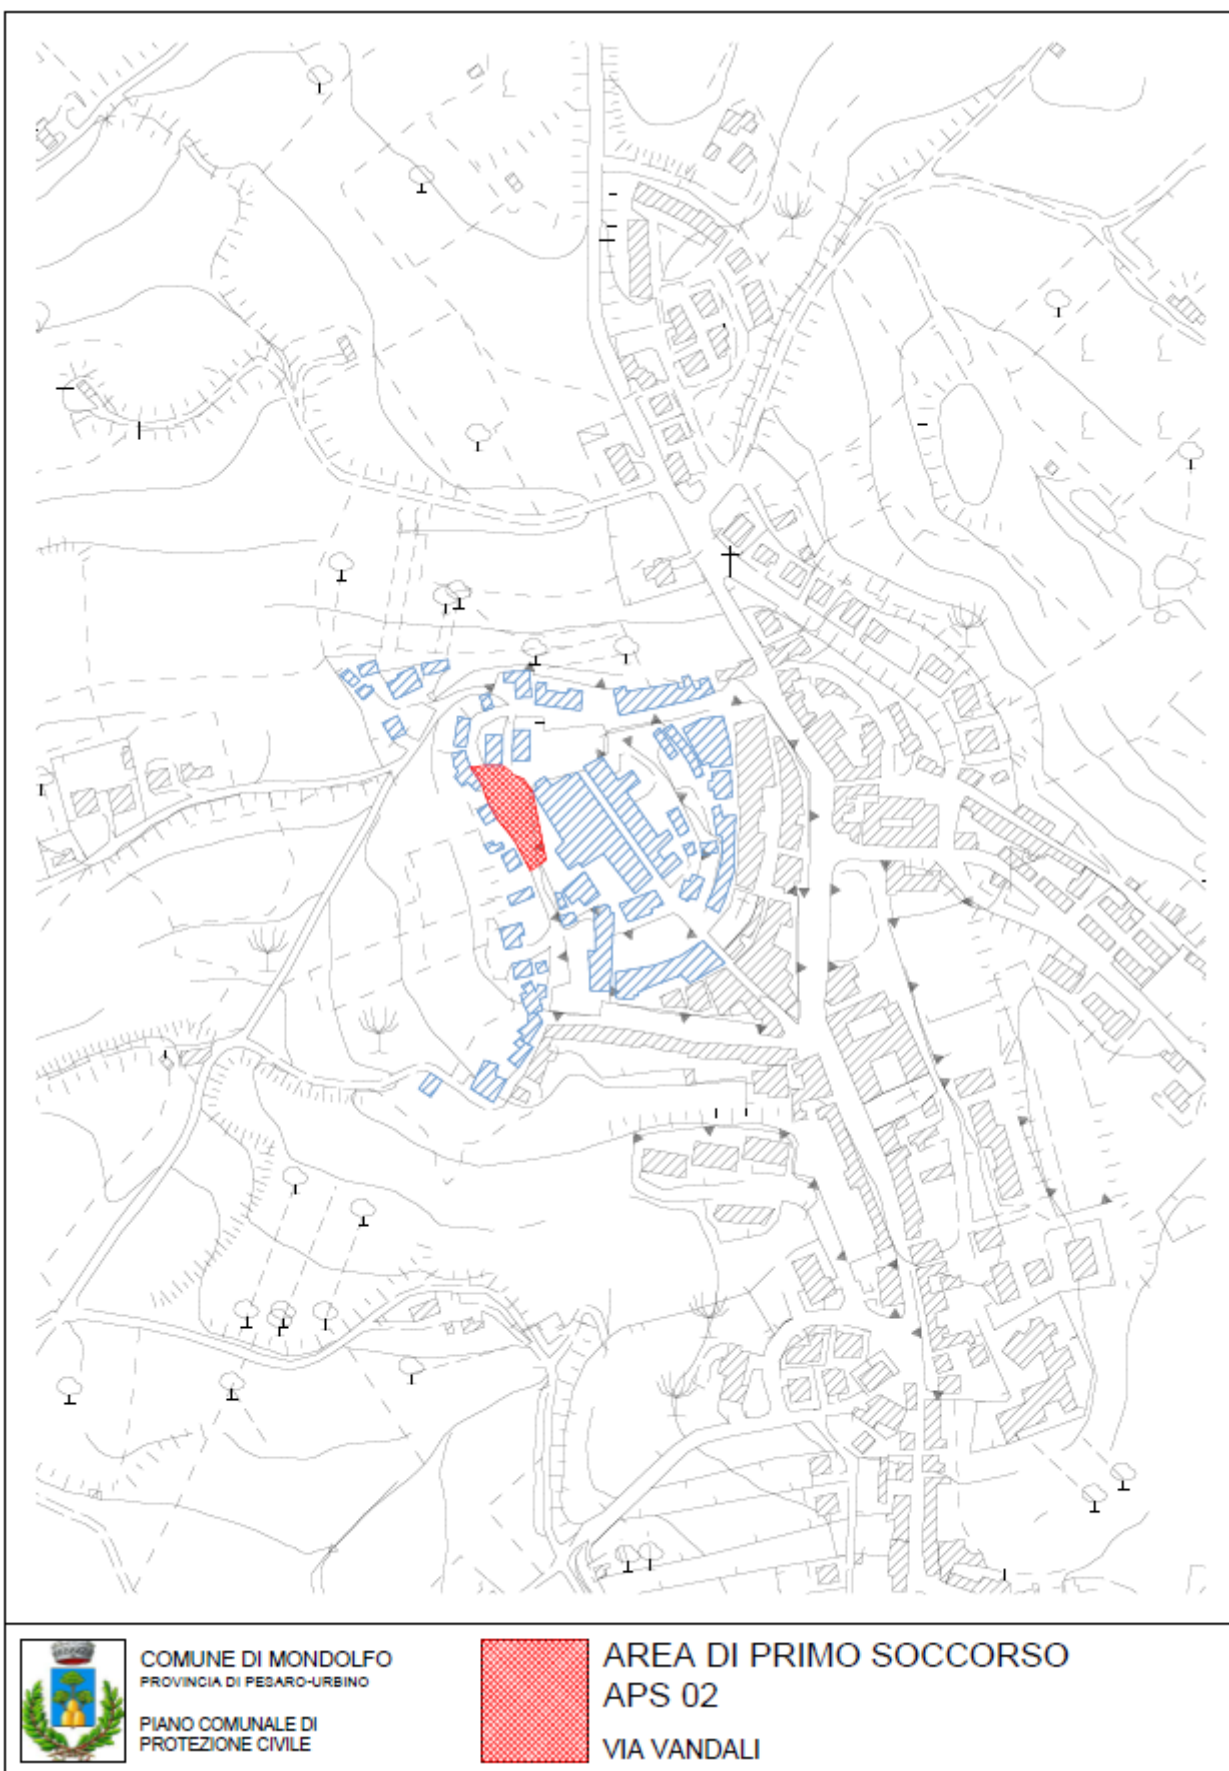 COMUNE DI MONDOLFO
PROVINCIA DI PESARO-URBINO
PIANO COMUNALE DI
PROTEZIONE CIVILE
AREA DI PRIMO SOCCORSO
APS 02
VIA VANDALI